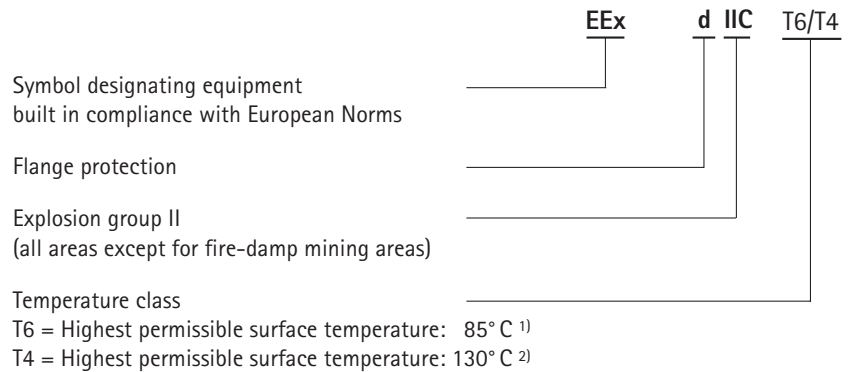 EEx d IIC T6/T4
Symbol designating equipment
built in compliance with European Norms
Flange protection
Explosion group II
(all areas except for fire-damp mining areas)
Temperature class
T6 = Highest permissible surface temperature: 85° C 1)
T4 = Highest permissible surface temperature: 130° C 2)